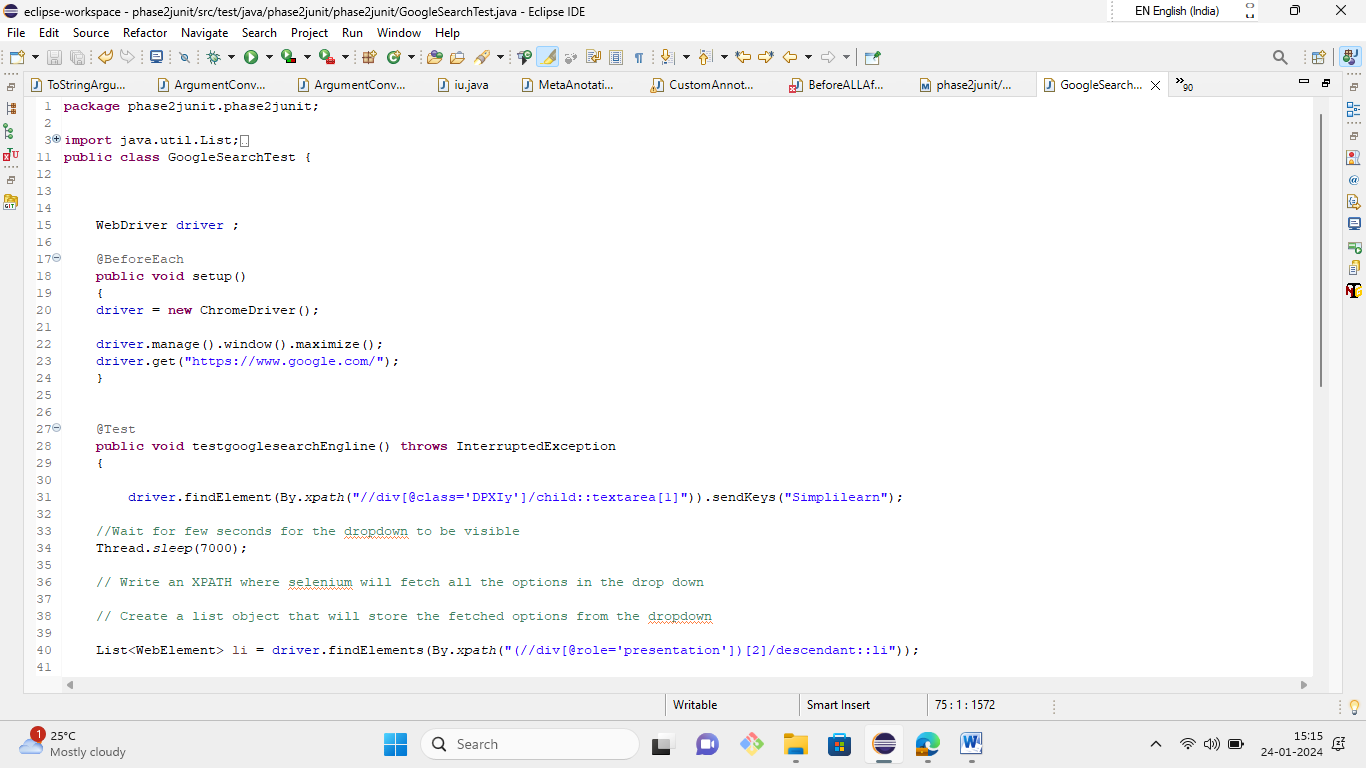 eclipse-workspace - phase2junit/src/test/java/phase2junit/phase2junit/GoogleSearchTest.java - Eclipse IDE
EN English (India)
File Edit Source Refactor Navigate Search Project Run Window Help
ToStringArgu... ArgumentConv... ArgumentConv... iu.java MetaAnotati... CustomAnnot... BeforeALLAf... phase2junit/... GoogleSearch... 90
1 package phase2junit.phase2junit;
2
3 import java.util.List;
11 public class GoogleSearchTest {
12
13
14
15 WebDriver driver ;
16
17 @BeforeEach
18 public void setup()
19 {
20 driver = new ChromeDriver();
21
22 driver.manage().window().maximize();
23 driver.get("https://www.google.com/");
24 }
25
26
27 @Test
28 public void testgooglesearchEngline() throws InterruptedException
29 {
30
31 driver.findElement(By.xpath("//div[@class='DPXIy']/child::textarea[1]")).sendKeys("Simplilearn");
32
33 //Wait for few seconds for the dropdown to be visible
34 Thread.sleep(7000);
35
36 // Write an XPATH where selenium will fetch all the options in the drop down
37
38 // Create a list object that will store the fetched options from the dropdown
39
40 List<WebElement> li = driver.findElements(By.xpath("(//div[@role='presentation'])[2]/descendant::li"));
41
Writable Smart Insert 75 : 1 : 1572
1
25°C
Mostly cloudy
Search
15:15
24-01-2024